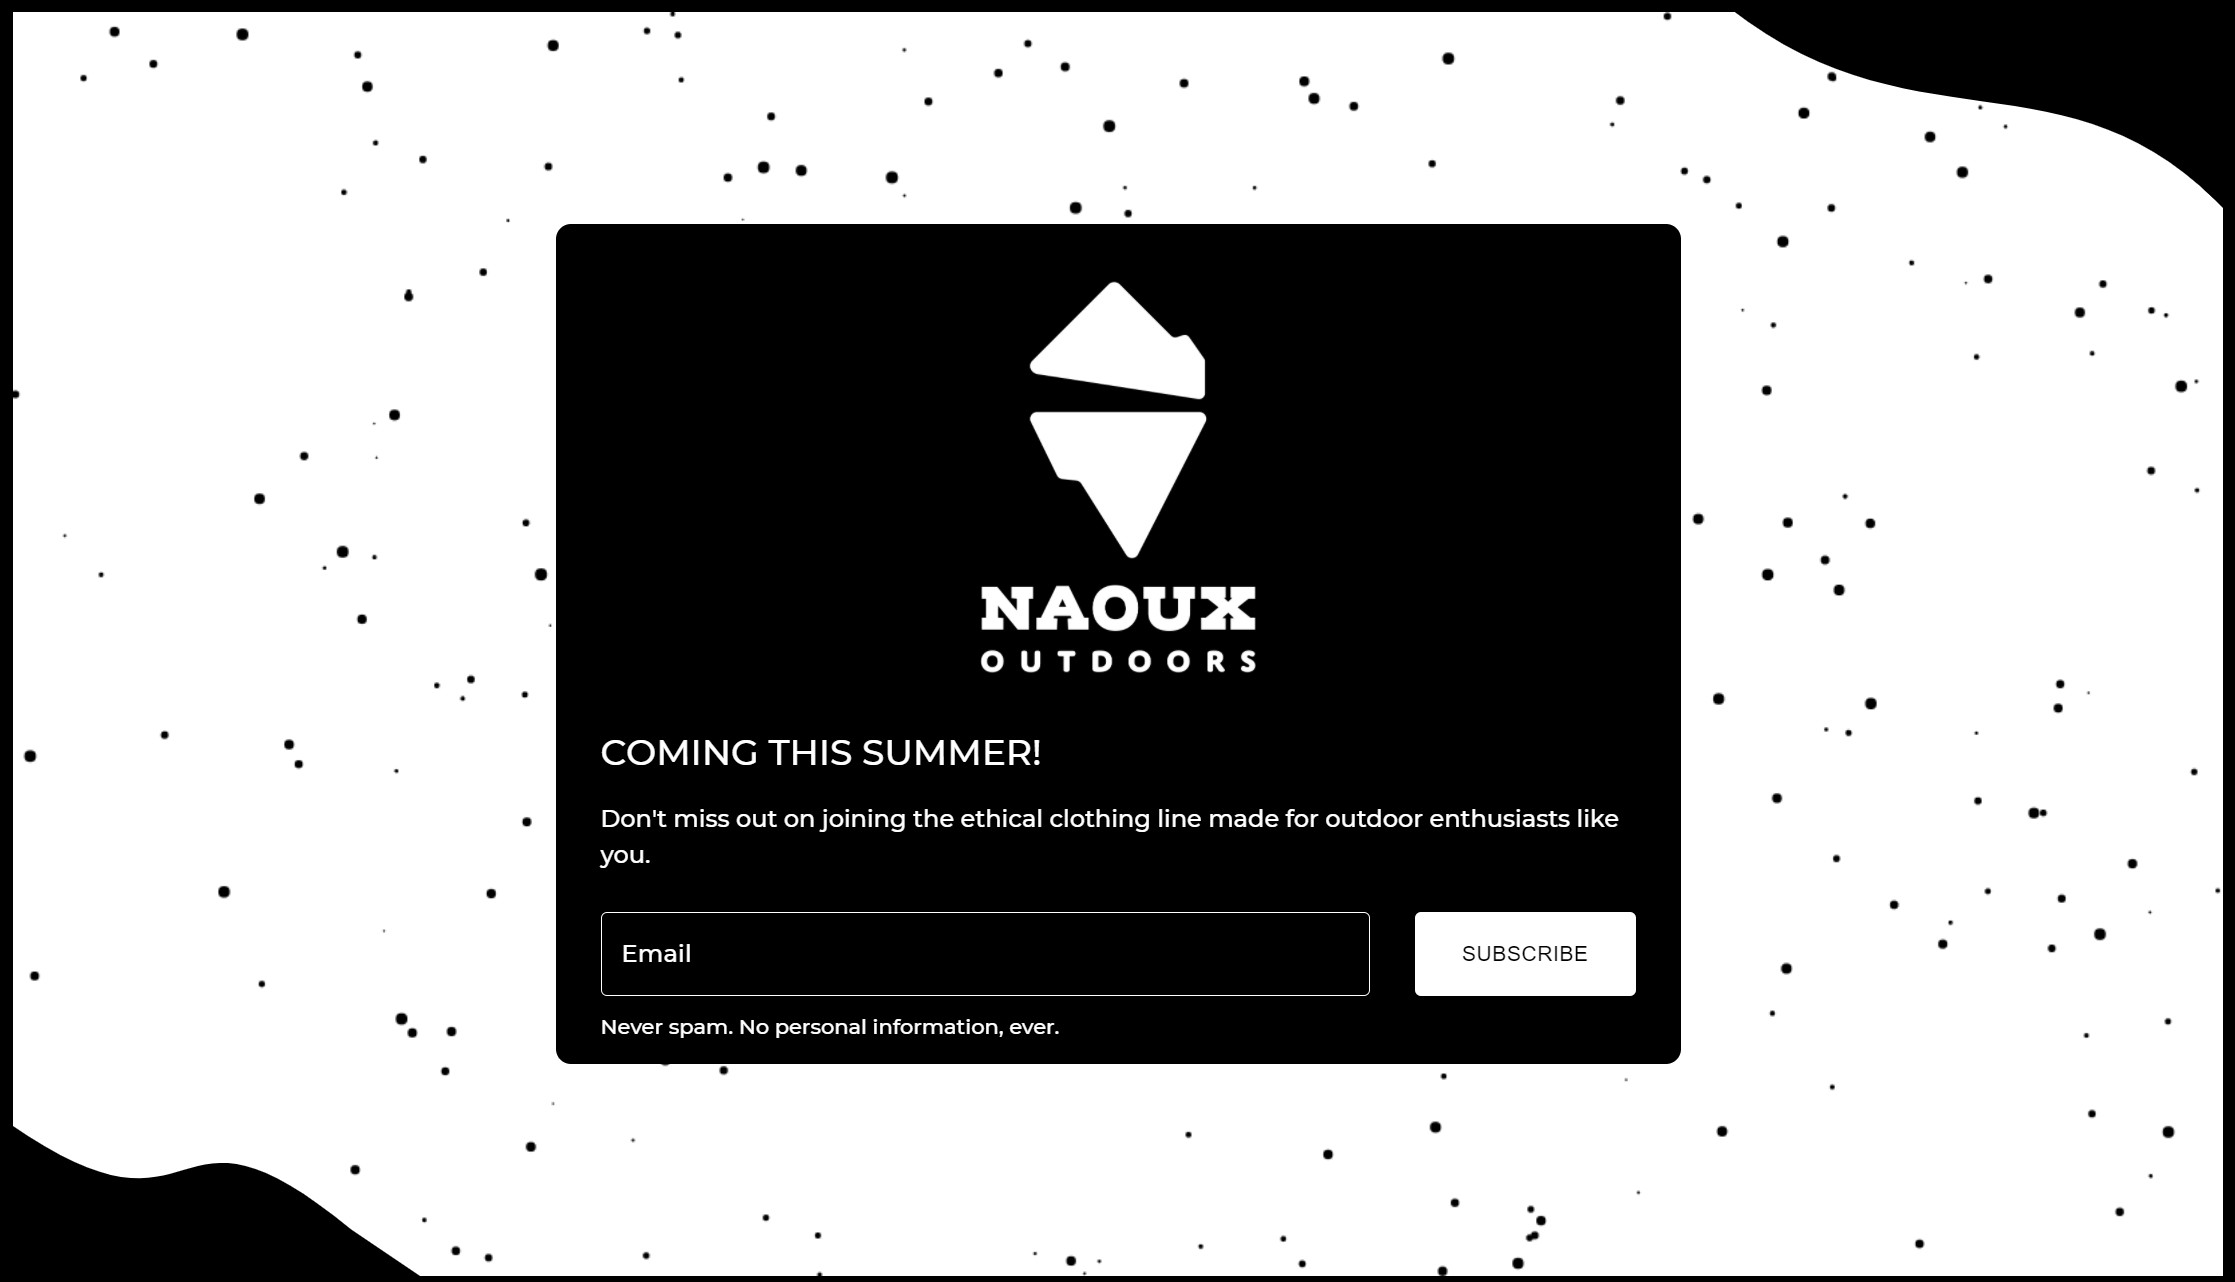 NAOUX
OUTDOORS
COMING THIS SUMMER!
Don't miss out on joining the ethical clothing line made for outdoor enthusiasts like
you.
Email
SUBSCRIBE
Never spam. No personal information, ever.